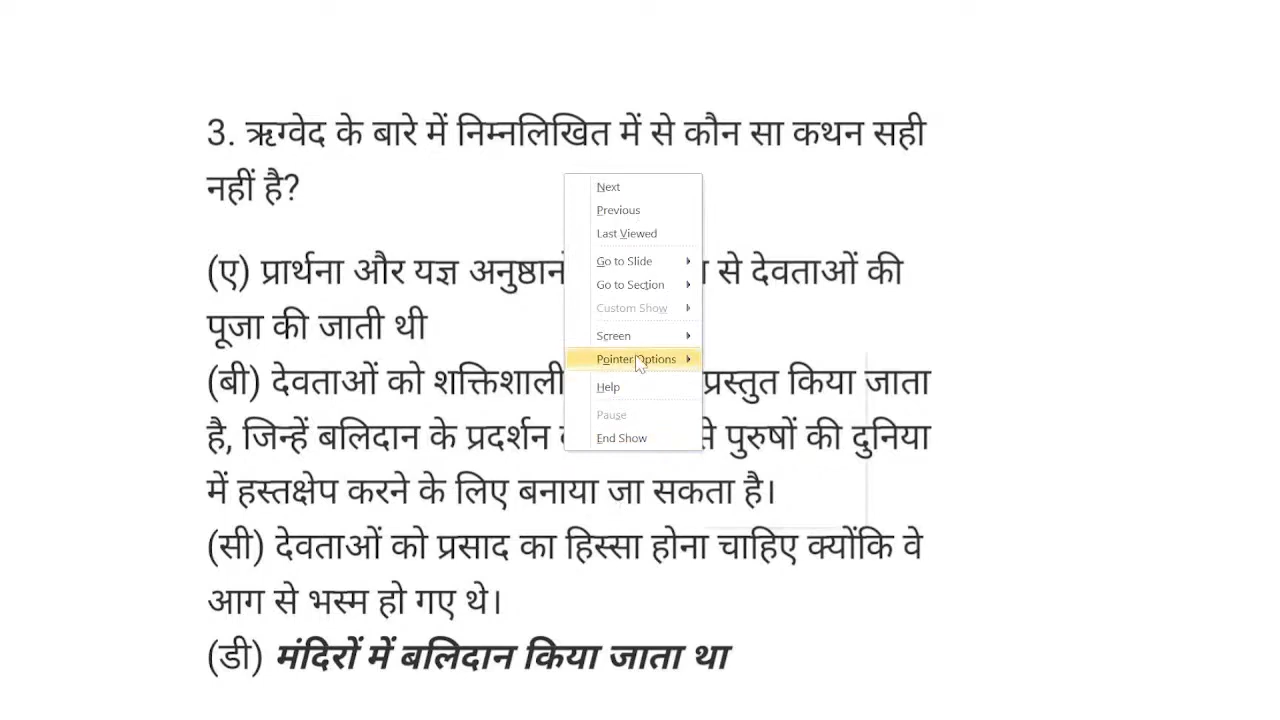 3. ऋग्वेद के बारे में निम्नलिखित में से कौन सा कथन सही
नहीं है?
(ए) प्रार्थना और यज्ञ से देवताओं की
पूजा की जाती थी
(बी) देवताओं को शक्तिशाली प्रस्तुत किया जाता
है, जिन्हें बलिदान के प्रदर्शन से पुरुषों की दुनिया
में हस्तक्षेप करने के लिए बनाया जा सकता है।
(सी) देवताओं को प्रसाद का हिस्सा होना चाहिए क्योंकि वे
आग से भस्म हो गए थे।
(डी) मंदिरों में बलिदान किया जाता था
Next
Previous
Last Viewed
Go to Slide
Go to Section
Custom Show
Screen
Pointer Options
Help
Pause
End Show